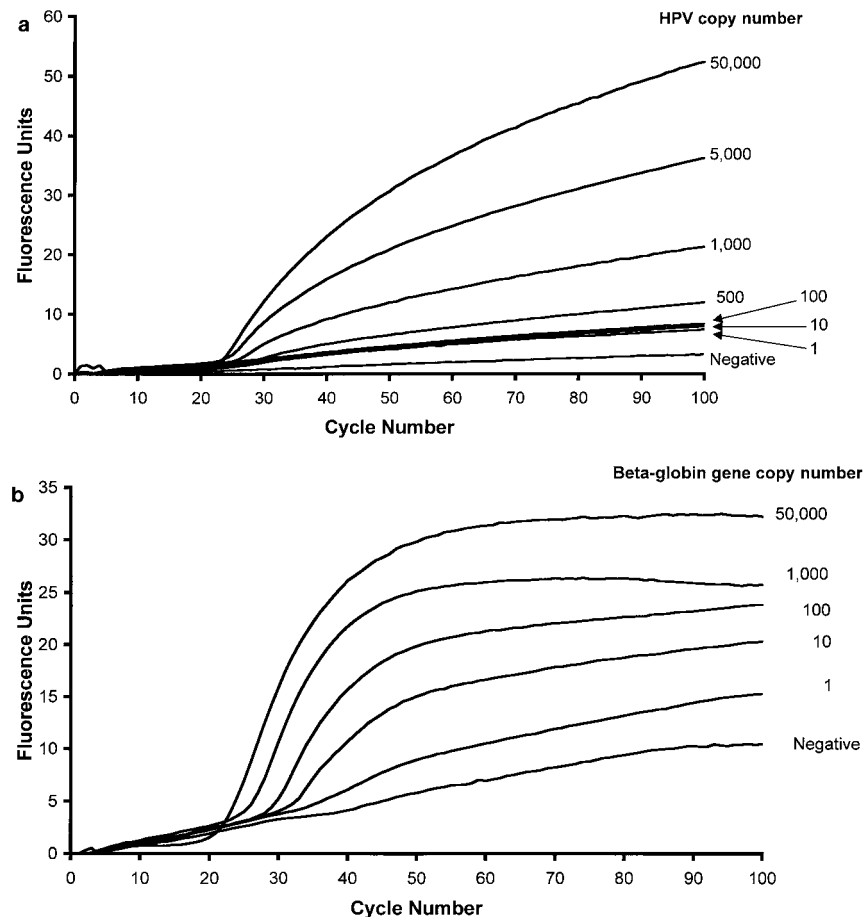 a
HPV copy number
60
50
40
30
20
10
0
Fluorescence Units
50,000
5,000
1,000
500
100
10
1
Negative
0 10 20 30 40 50 60 70 80 90 100
Cycle Number
b
Beta-globin gene copy number
35
30
25
20
15
10
5
0
Fluorescence Units
50,000
1,000
100
10
1
Negative
0 10 20 30 40 50 60 70 80 90 100
Cycle Number